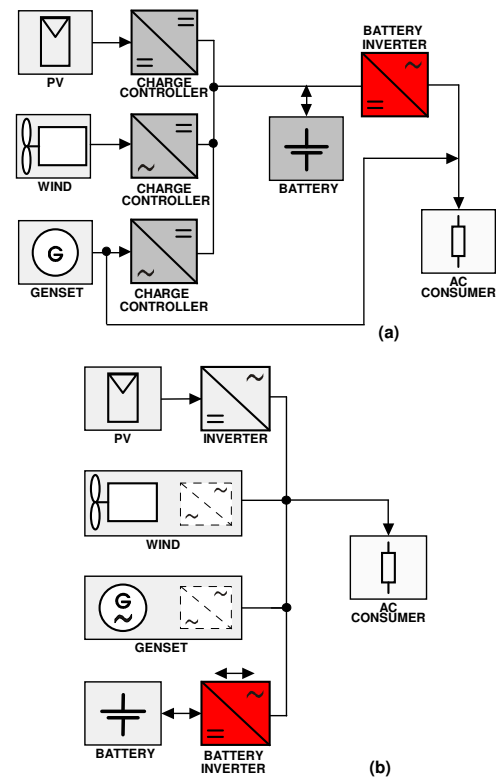 PV
CHARGE
CONTROLLER
BATTERY
INVERTER
WIND
CHARGE
CONTROLLER
BATTERY
G
GENSET
CHARGE
CONTROLLER
AC
CONSUMER
(a)
PV
INVERTER
WIND
AC
CONSUMER
G
GENSET
BATTERY
BATTERY
INVERTER
(b)